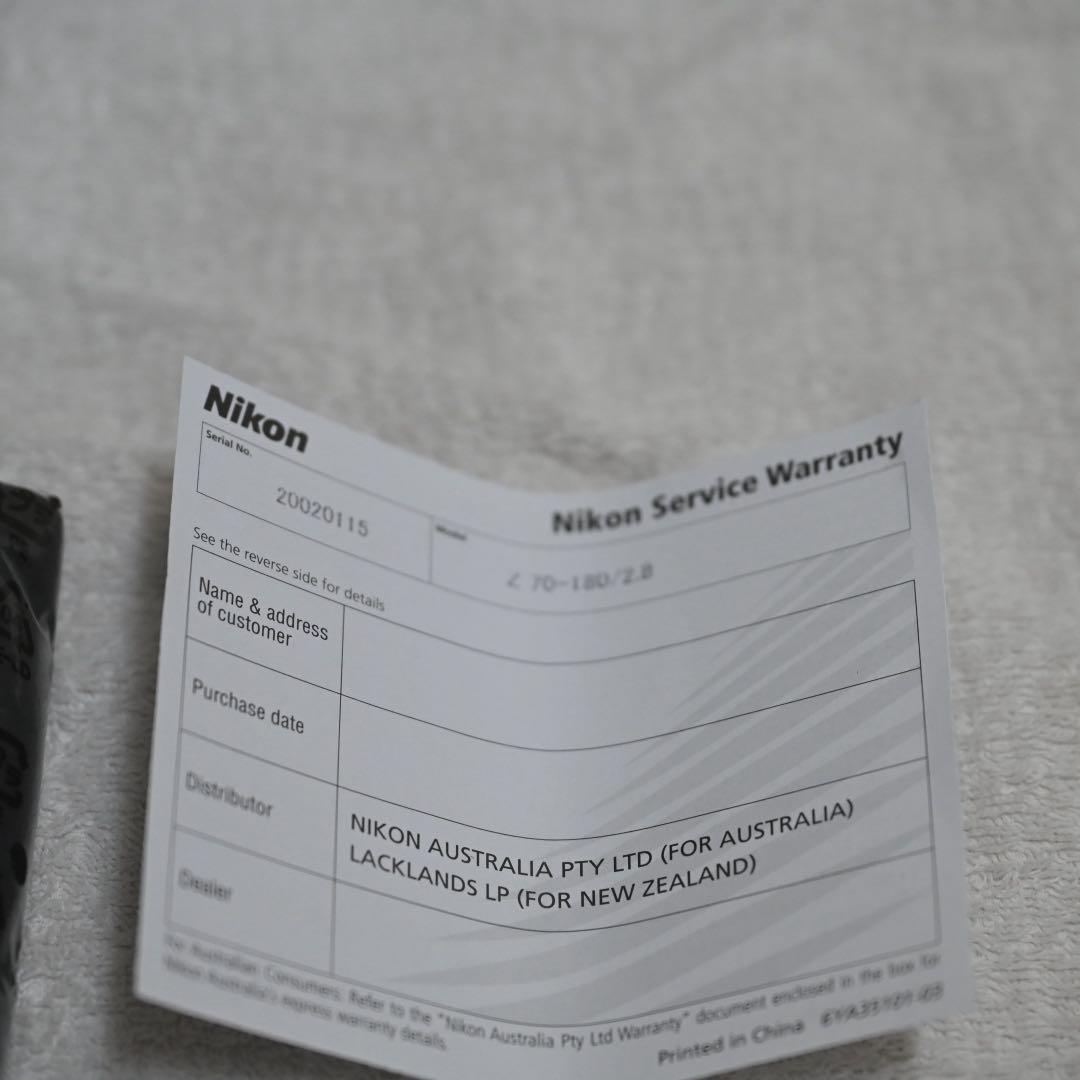 Nikon
Nikon Service Warranty
Serial No.
20020115
Model
Z 70-180/2.8
See the reverse side for details
Name & address
of customer
Purchase date
Distributor
NIKON AUSTRALIA PTY LTD (FOR AUSTRALIA)
LACKLANDS LP (FOR NEW ZEALAND)
Dealer
For Australian Consumers: Refer to the "Nikon Australia Pty Ltd Warranty" document enclosed in the box for
Nikon Australia's express warranty details.
Printed in China